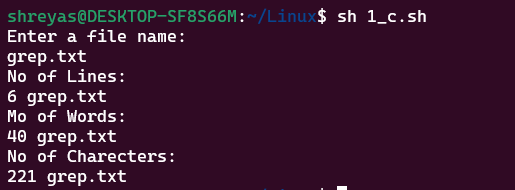 shreyas@DESKTOP-SF8S66M:~/Linux$ sh 1_c.sh
Enter a file name:
grep.txt
No of Lines:
6 grep.txt
Mo of Words:
40 grep.txt
No of Charecters:
221 grep.txt